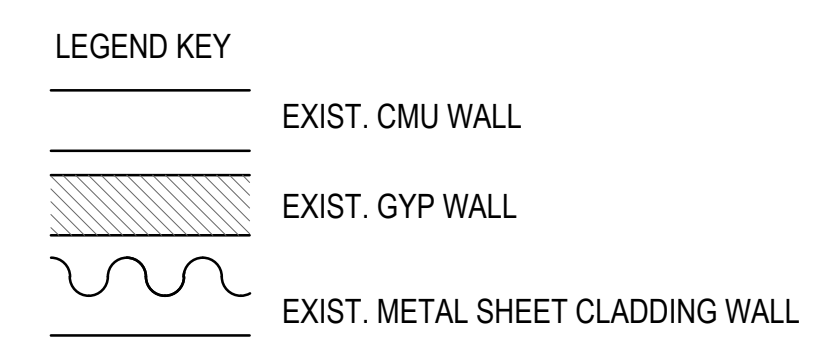 LEGEND KEY
EXIST. CMU WALL
EXIST. GYP WALL
EXIST. METAL SHEET CLADDING WALL